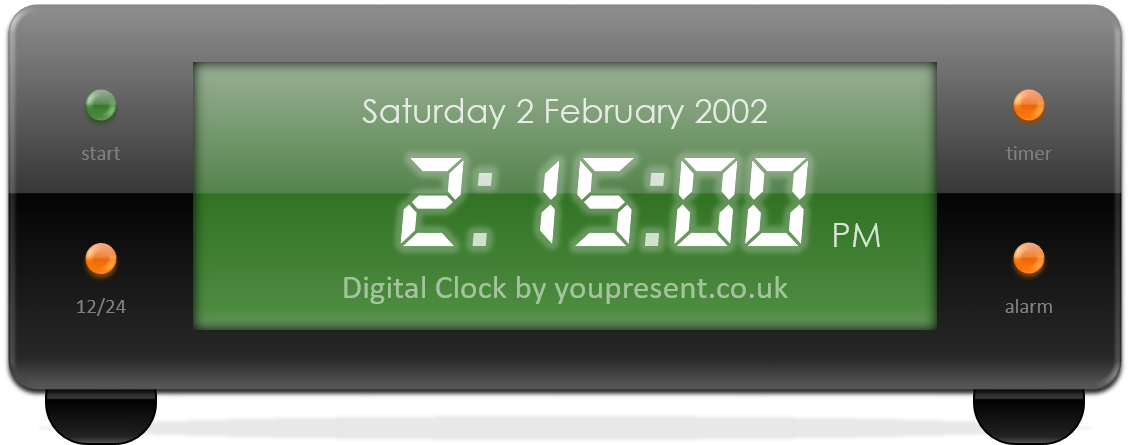 Saturday 2 February 2002
start
timer
2:15:00 PM
12/24
Digital Clock by youpresent.co.uk
alarm